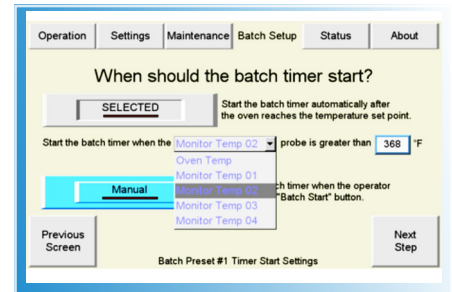 Operation Settings Maintenance Batch Setup Status About
When should the batch timer start?
SELECTED
Start the batch timer automatically after
the oven reaches the temperature set point.
Start the batch timer when the Monitor Temp 02 probe is greater than 368 °F
Oven Temp
Monitor Temp 01
Monitor Temp 02
Monitor Temp 03
Monitor Temp 04
Manual
timer when the operator
"Batch Start" button.
Previous
Screen
Next
Step
Batch Preset #1 Timer Start Settings